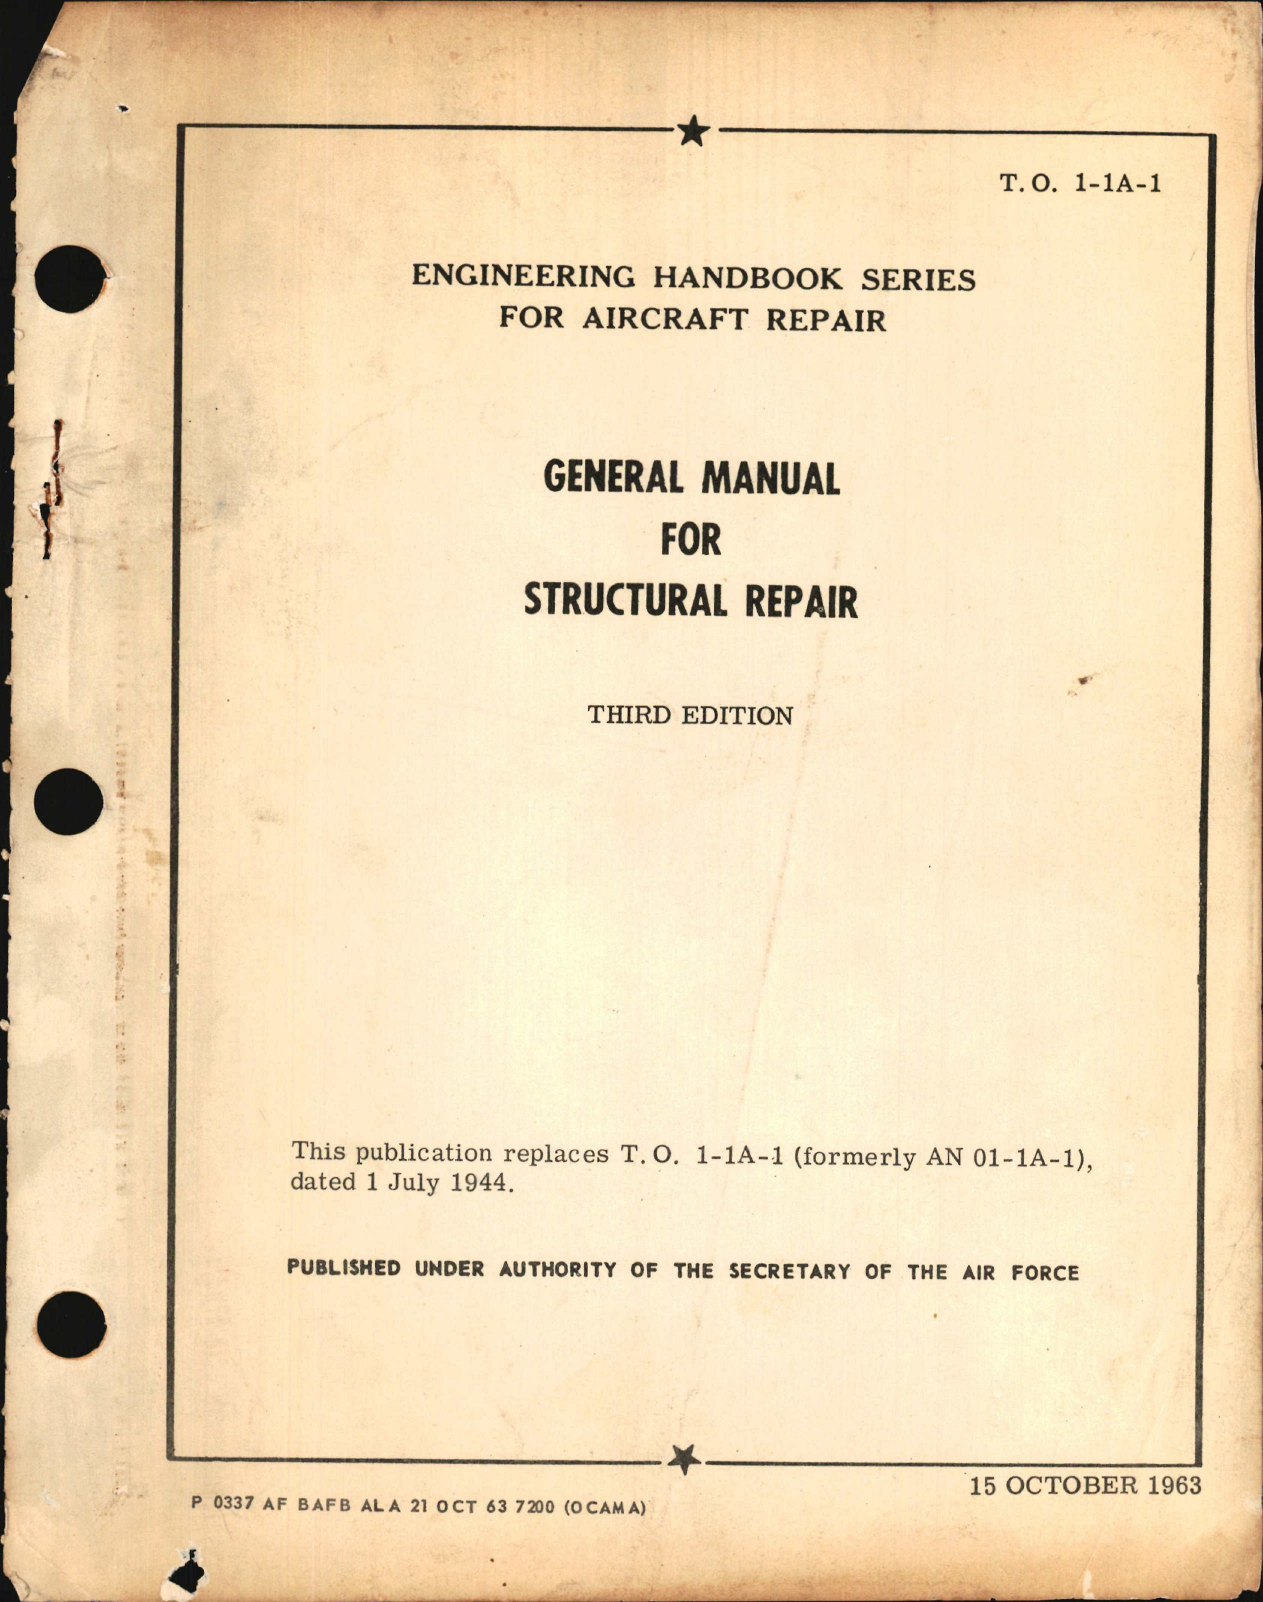 T. O. 1-1A-1
ENGINEERING HANDBOOK SERIES
FOR AIRCRAFT REPAIR
GENERAL MANUAL
FOR
STRUCTURAL REPAIR
THIRD EDITION
This publication replaces T. O. 1-1A-1 (formerly AN 01-1A-1),
dated 1 July 1944.
PUBLISHED UNDER AUTHORITY OF THE SECRETARY OF THE AIR FORCE
15 OCTOBER 1963
P 0337 AF BAFB ALA 21 OCT 63 7200 (OCAMA)